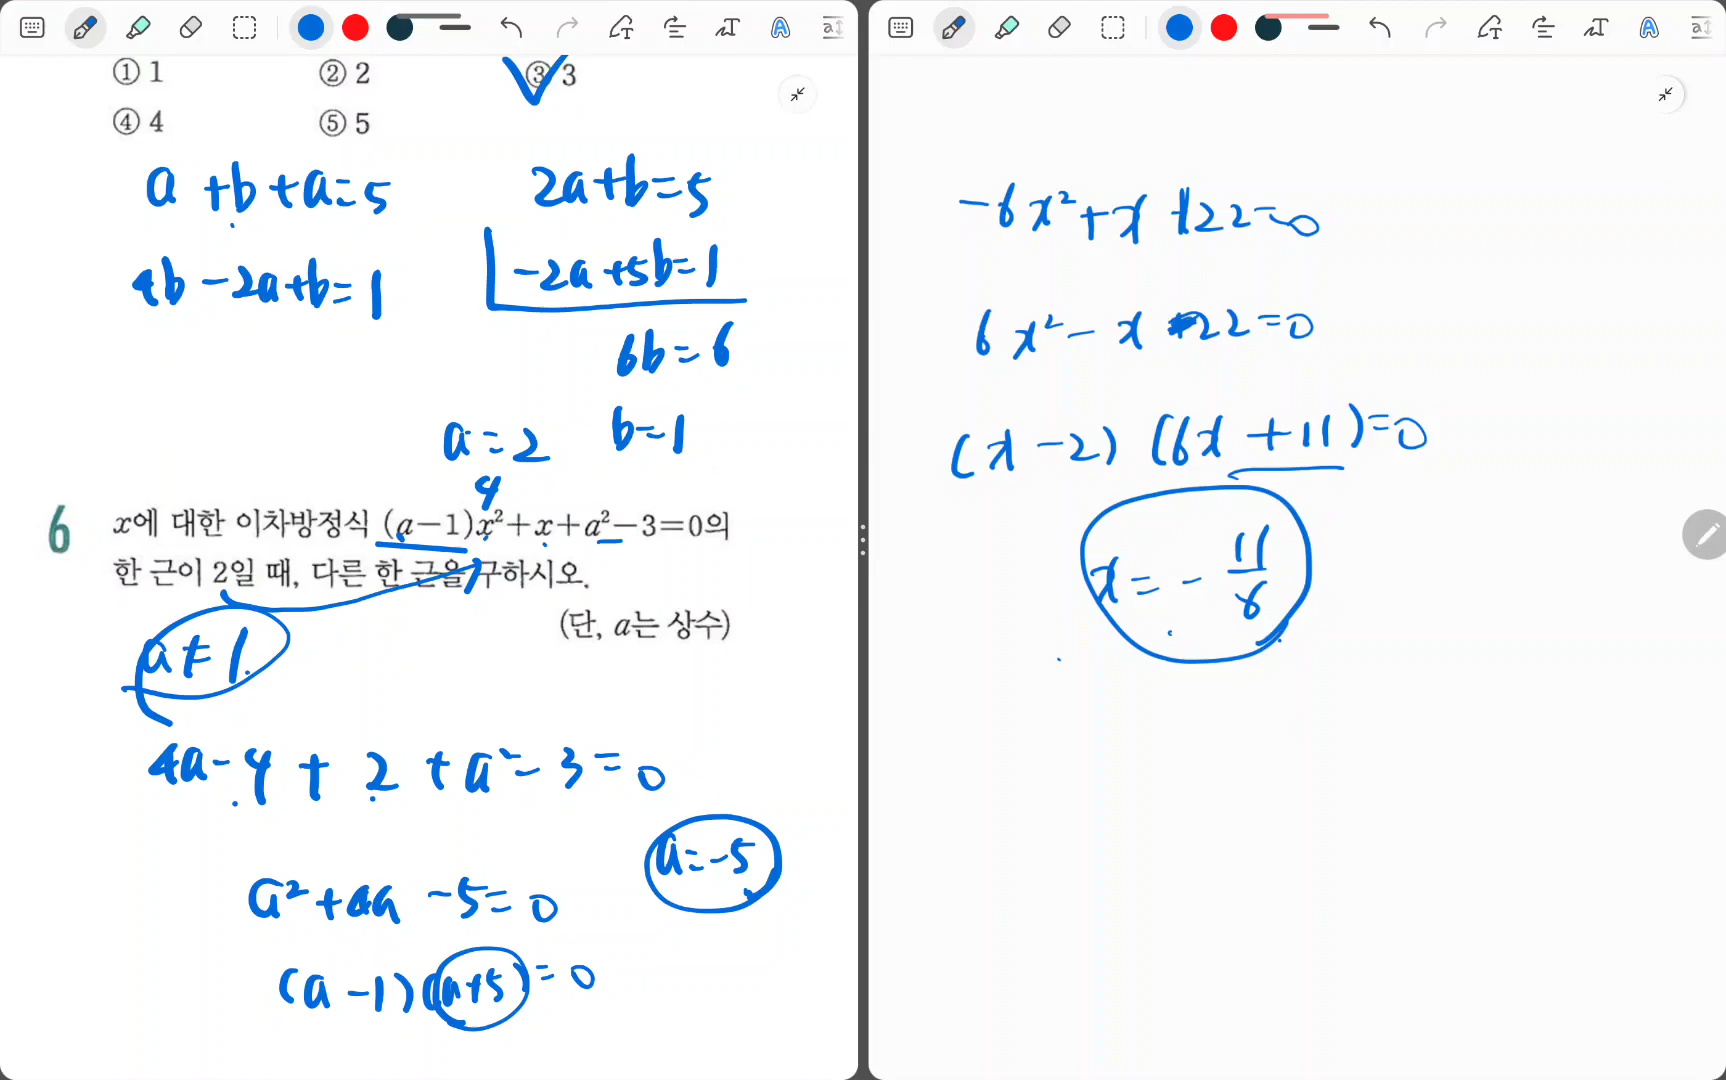 ① 1 ② 2 ③ 3
④ 4 ⑤ 5
a+b+a=5
4b-2a+b=1
2a+b=5
-2a+5b=1
6b=6
b=1
a=2
4
6 x에 대한 이차방정식 (a-1)x²+x+a²-3=0의
한 근이 2일 때, 다른 한 근을 구하시오.
(단, a는 상수)
a≠1
4a-4+2+a²-3=0
a²+4a-5=0
a=-5
(a-1)(a+5)=0
-6x²+x+22=0
6x²-x-22=0
(x-2)(6x+11)=0
x=-11/6